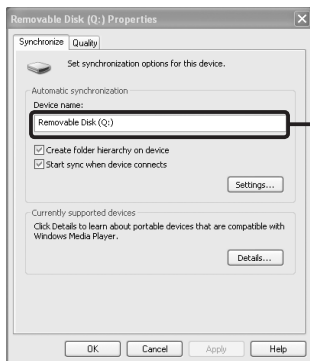 Removable Disk (Q:) Properties
Synchronize Quality
Set synchronization options for this device.
Automatic synchronization
Device name:
Removable Disk (Q:)
Create folder hierarchy on device
Start sync when device connects
Settings...
Currently supported devices
Click Details to learn about portable devices that are compatible with
Windows Media Player.
Details...
OK Cancel Apply Help